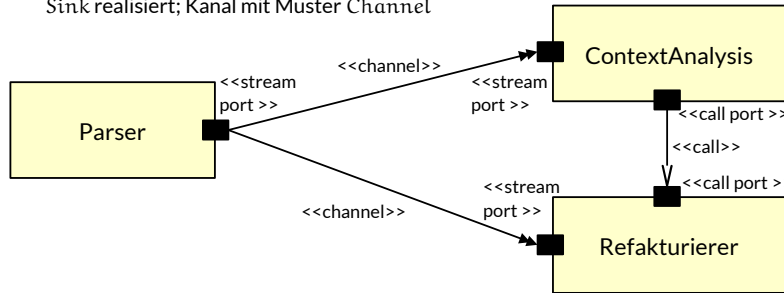 Sink realisiert; Kanal mit Muster Channel
ContextAnalysis
<<channel>>
<<stream
port >>
<<stream
port >>
Parser
<<call port >>
<<call>>
<<call port >
<<stream
port >>
<<channel>>
Refakturierer